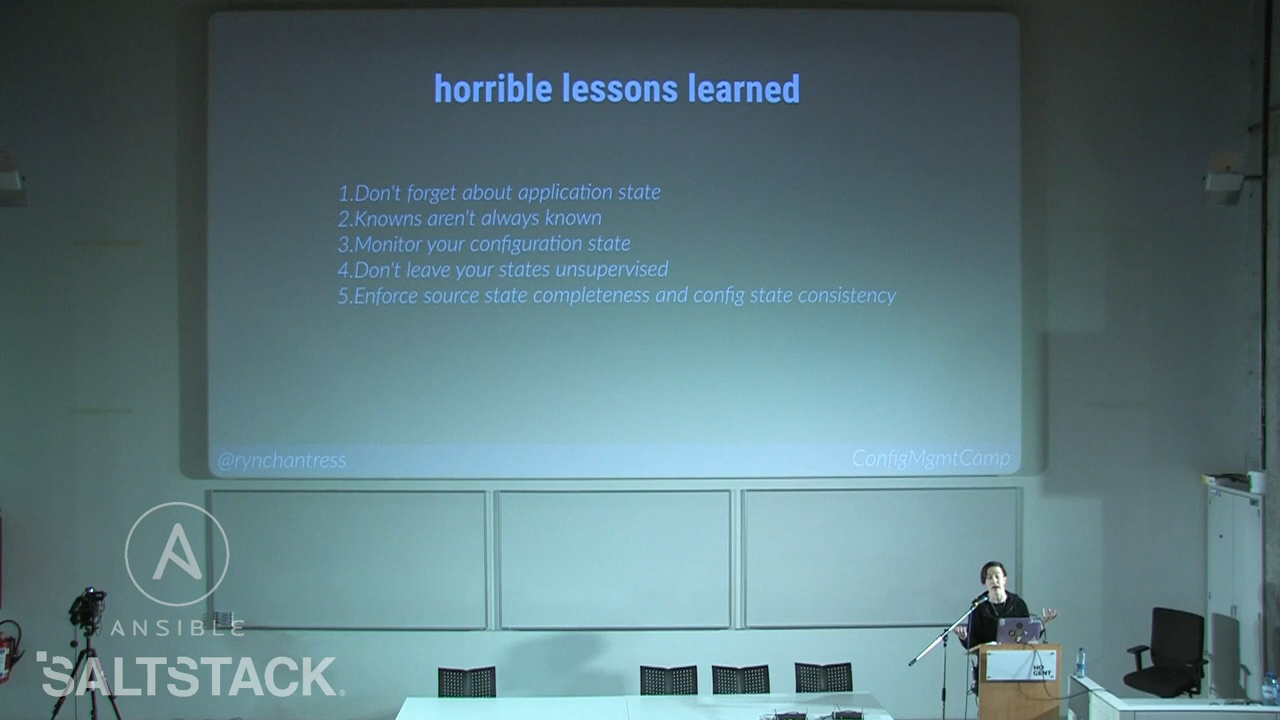 horrible lessons learned
1.Don't forget about application state
2.Knowns aren't always known
3.Monitor your configuration state
4.Don't leave your states unsupervised
5.Enforce source state completeness and config state consistency
@rynchantress
ConfigMgmtCamp
ANSIBLE
SALTSTACK
HO
GENT